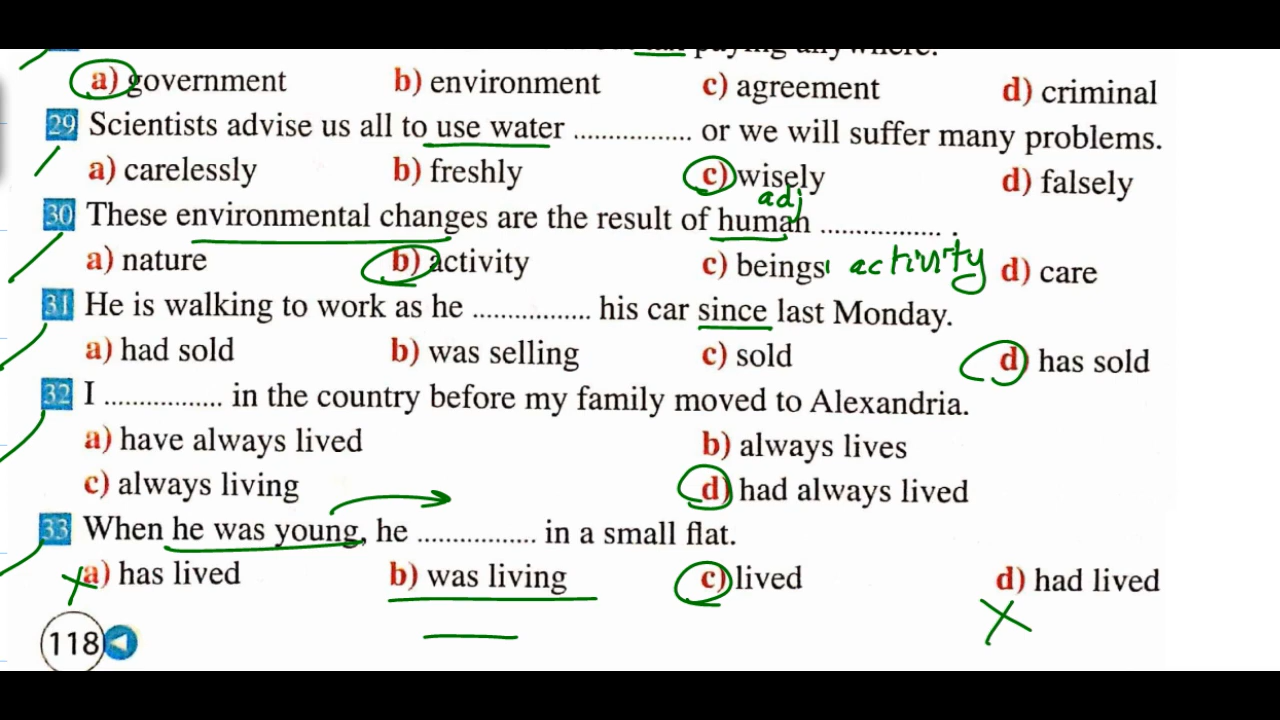 paying anywhere.
a) government b) environment c) agreement d) criminal
29 Scientists advise us all to use water ................. or we will suffer many problems.
a) carelessly b) freshly c) wisely d) falsely
adj
30 These environmental changes are the result of human ................. .
a) nature b) activity c) beings activity d) care
31 He is walking to work as he ................. his car since last Monday.
a) had sold b) was selling c) sold d) has sold
32 I ................. in the country before my family moved to Alexandria.
a) have always lived b) always lives
c) always living d) had always lived
33 When he was young, he ................. in a small flat.
a) has lived b) was living c) lived d) had lived
118